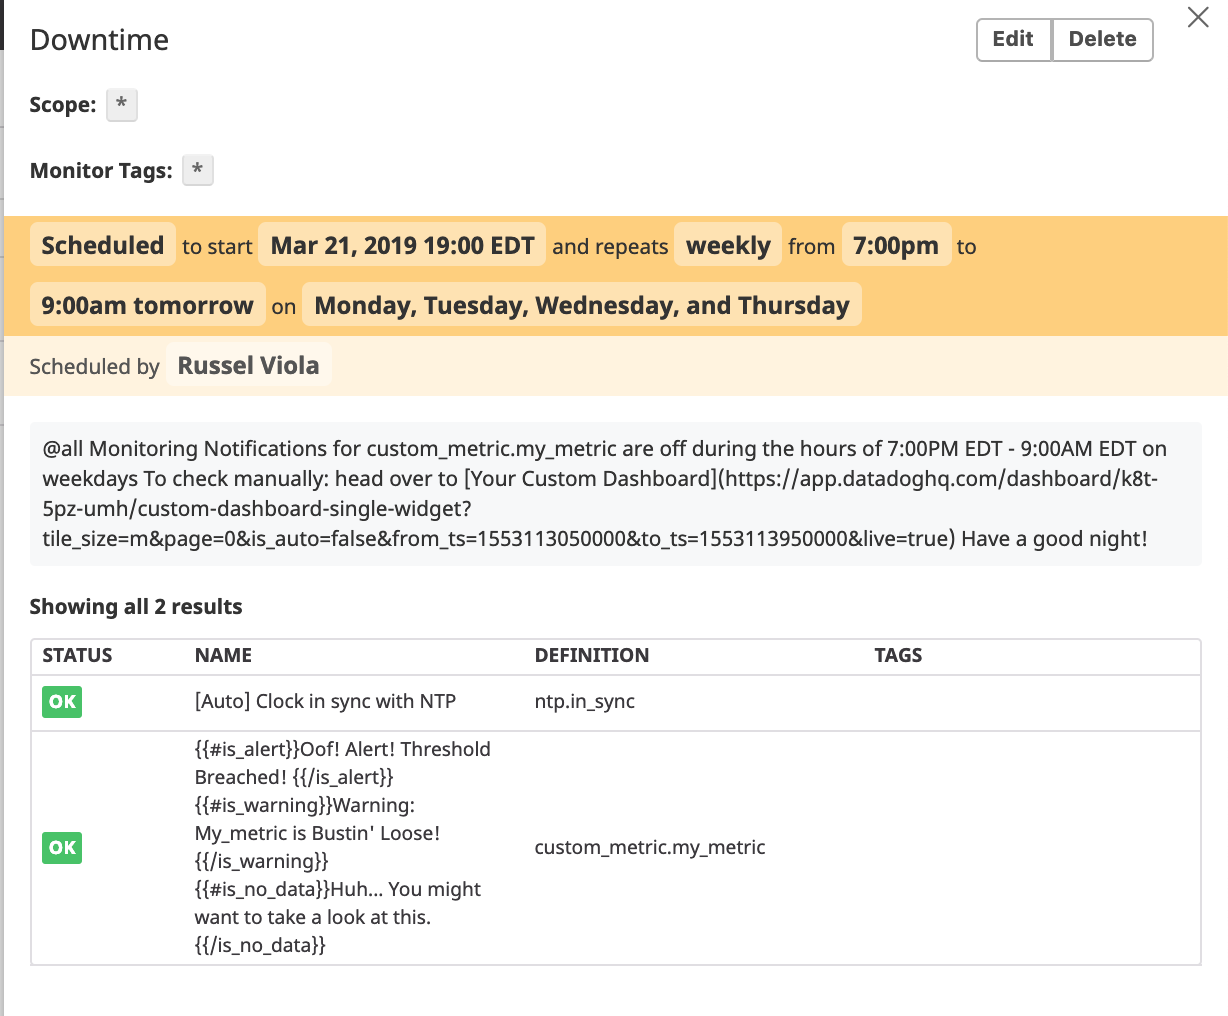 Downtime
Edit Delete
Scope: *
Monitor Tags: *
Scheduled to start Mar 21, 2019 19:00 EDT and repeats weekly from 7:00pm to
9:00am tomorrow on Monday, Tuesday, Wednesday, and Thursday
Scheduled by Russel Viola
@all Monitoring Notifications for custom_metric.my_metric are off during the hours of 7:00PM EDT - 9:00AM EDT on
weekdays To check manually: head over to [Your Custom Dashboard](https://app.datadoghq.com/dashboard/k8t-
5pz-umh/custom-dashboard-single-widget?
tile_size=m&page=0&is_auto=false&from_ts=1553113050000&to_ts=1553113950000&live=true) Have a good night!
Showing all 2 results
STATUS NAME DEFINITION TAGS
OK [Auto] Clock in sync with NTP ntp.in_sync
{{#is_alert}}Oof! Alert! Threshold
Breached! {{/is_alert}}
{{#is_warning}}Warning:
My_metric is Bustin' Loose!
OK custom_metric.my_metric
{{/is_warning}}
{{#is_no_data}}Huh... You might
want to take a look at this.
{{/is_no_data}}